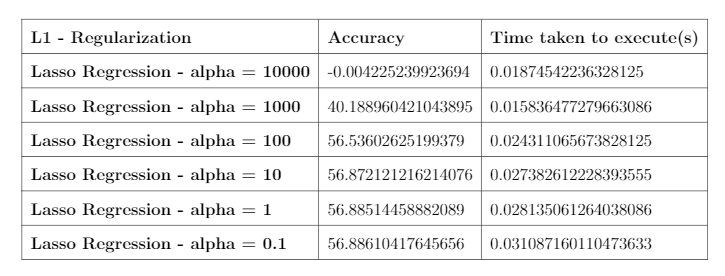 L1 - Regularization Accuracy Time taken to execute(s)
Lasso Regression - alpha = 10000 -0.004225239923694 0.01874542236328125
Lasso Regression - alpha = 1000 40.188960421043895 0.015836477279663086
Lasso Regression - alpha = 100 56.53602625199379 0.024311065673828125
Lasso Regression - alpha = 10 56.872121216214076 0.027382612228393555
Lasso Regression - alpha = 1 56.88514458882089 0.028135061264038086
Lasso Regression - alpha = 0.1 56.88610417645656 0.031087160110473633